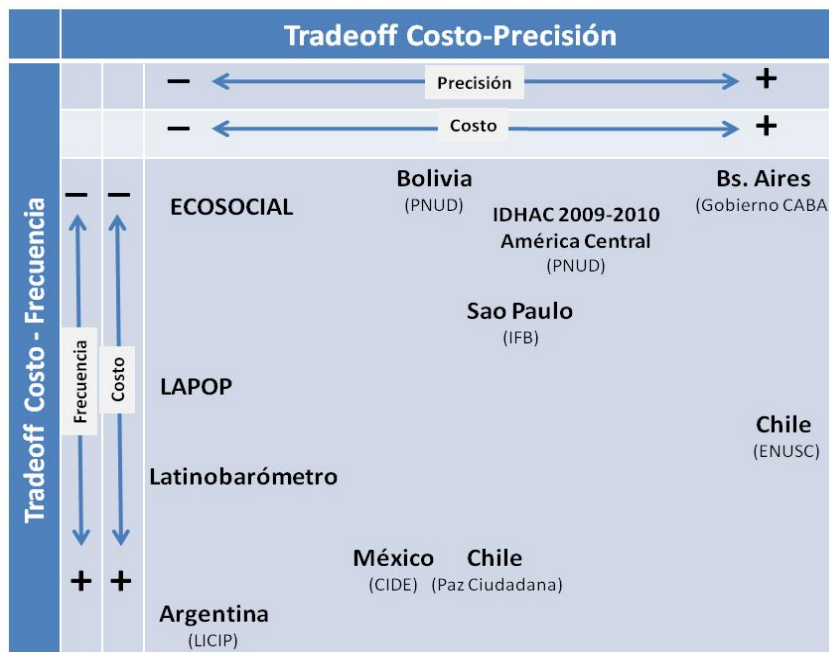 Tradeoff Costo-Precisión
Tradeoff Costo - Frecuencia
− Precisión +
− Costo +
− −
Frecuencia
Costo
+ +
ECOSOCIAL
Bolivia
(PNUD)
IDHAC 2009-2010
América Central
(PNUD)
Bs. Aires
(Gobierno CABA
Sao Paulo
(IFB)
LAPOP
Chile
(ENUSC)
Latinobarómetro
México
(CIDE)
Chile
(Paz Ciudadana)
Argentina
(LICIP)